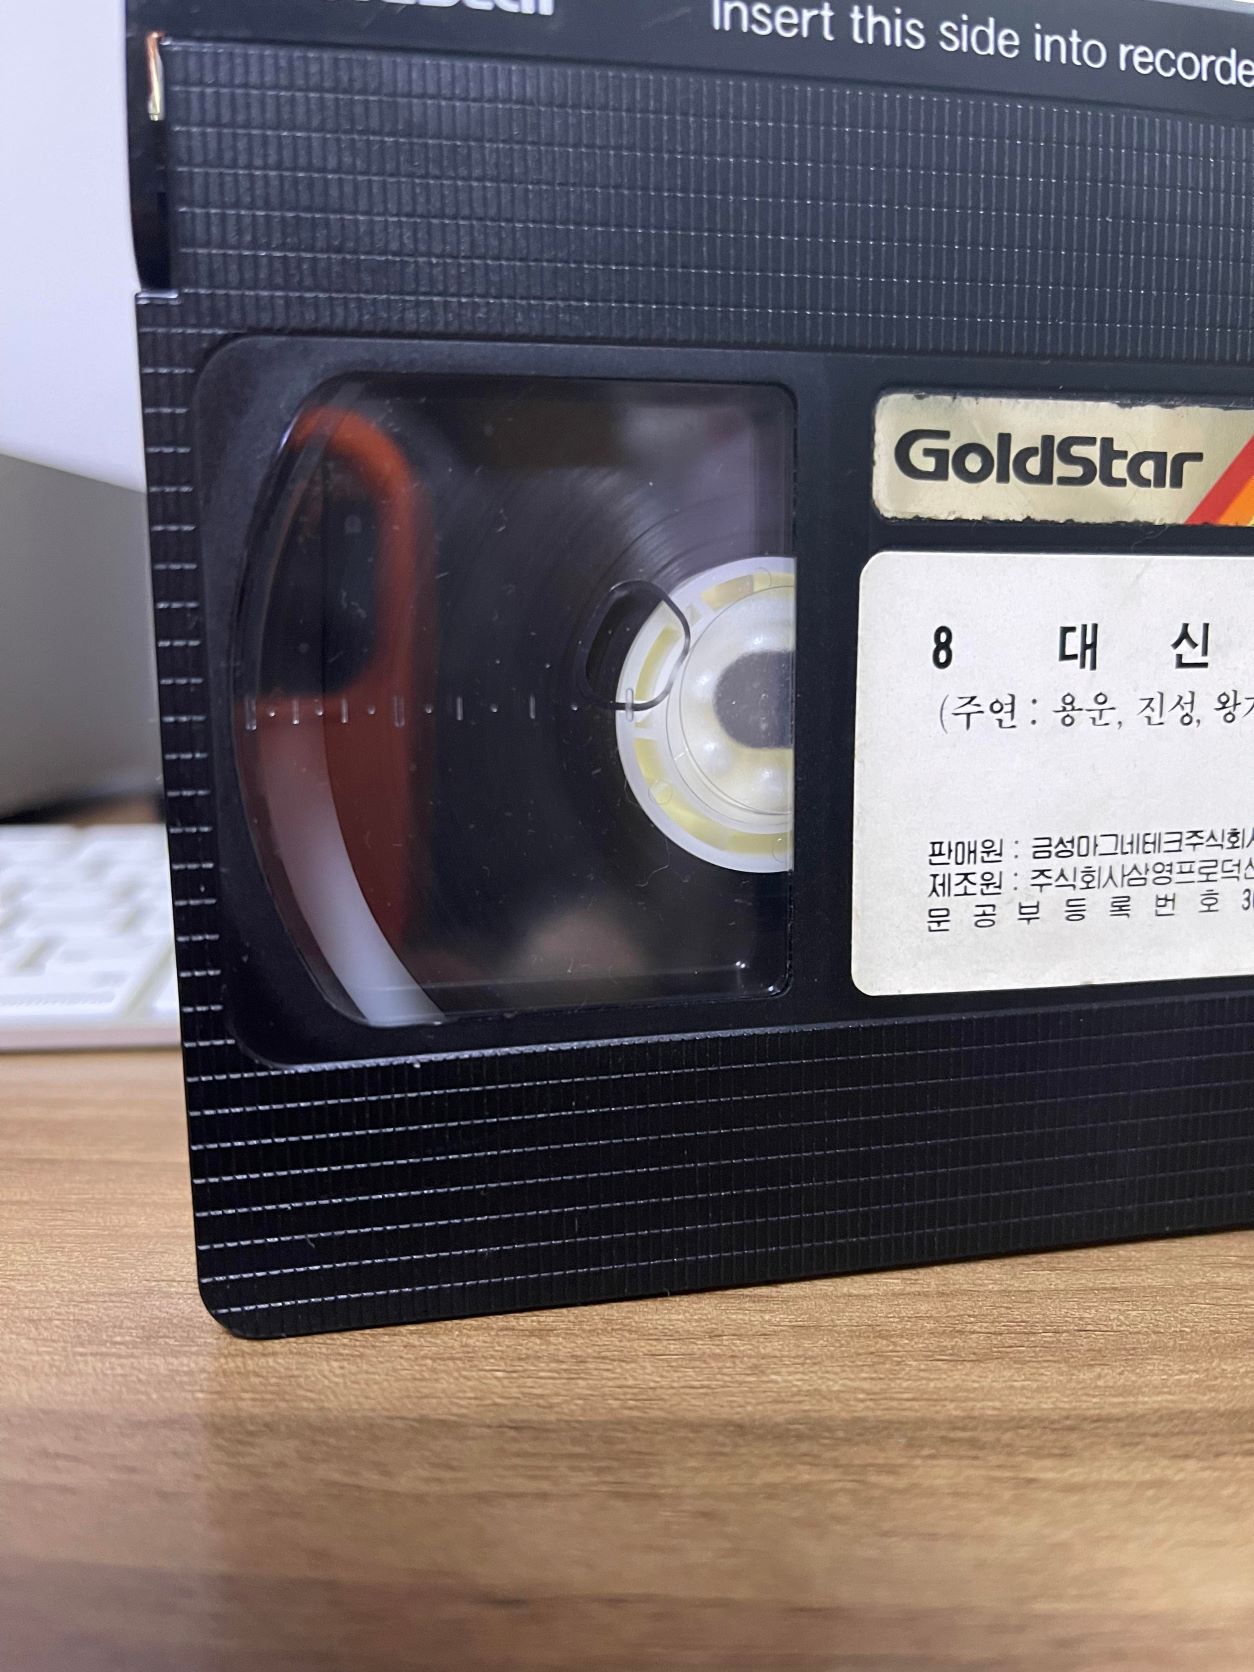 Insert this side into
GoldStar
8 대 신
(주연 : 용운, 진성,
판매원 : 금성마그네테크주식회사
제조원 : 주식회사삼영프로덕션
문 공 부 등 록 번 호